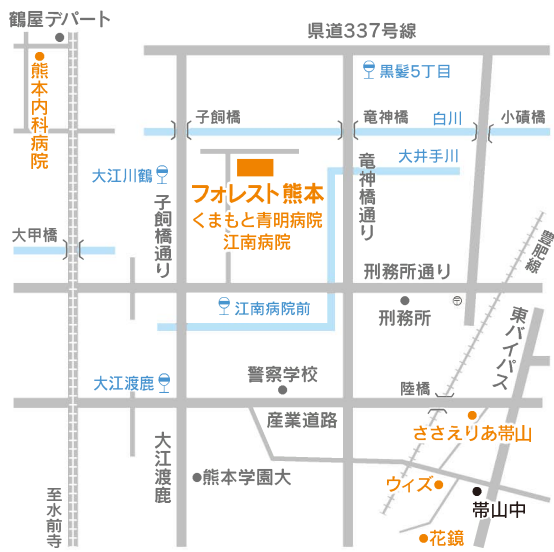 鶴屋デパート
県道337号線
熊本内科病院
黒髪5丁目
子飼橋
竜神橋
白川
小磧橋
大井手川
大江川鶴
フォレスト熊本
くまもと青明病院
江南病院
子飼橋通り
竜神橋通り
大甲橋
豊肥線
刑務所通り
江南病院前
刑務所
東バイパス
警察学校
大江渡鹿
陸橋
産業道路
ささえりあ帯山
大江渡鹿
熊本学園大
ウィズ
帯山中
至水前寺
花鏡